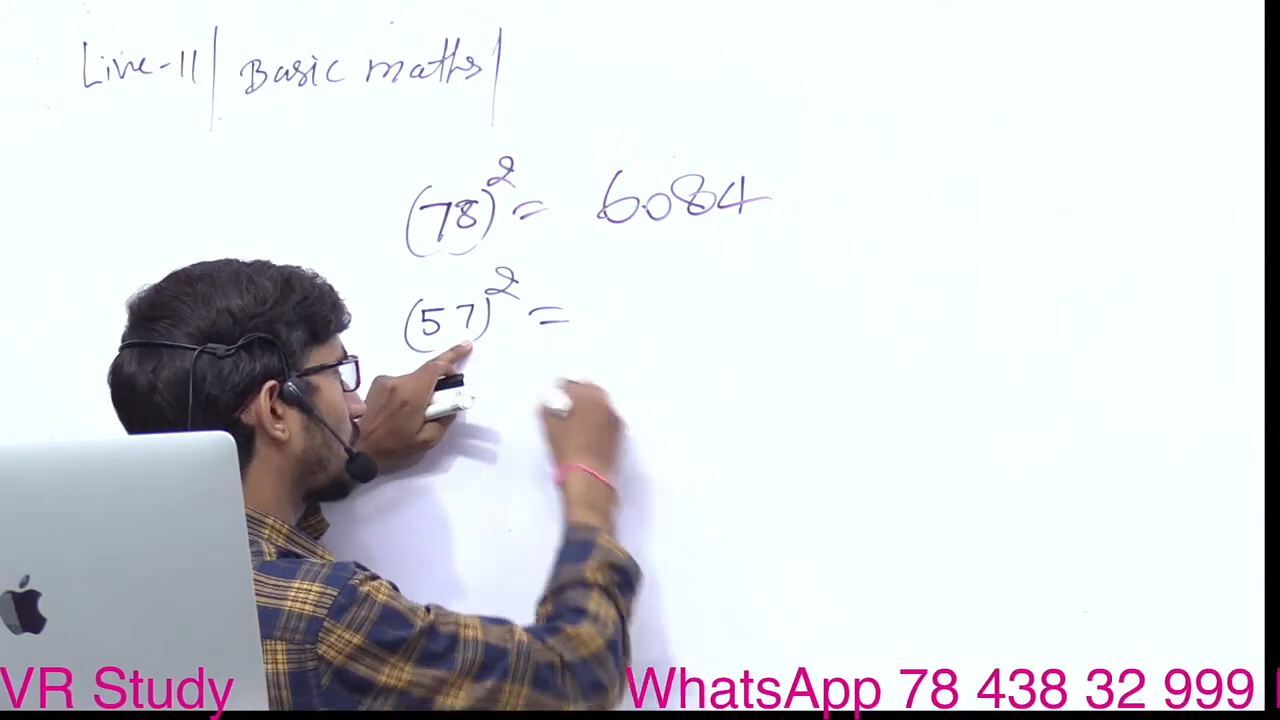 Live-11 | Basic maths |
(78)² = 6084
(57)² =
VR Study WhatsApp 78 438 32 999